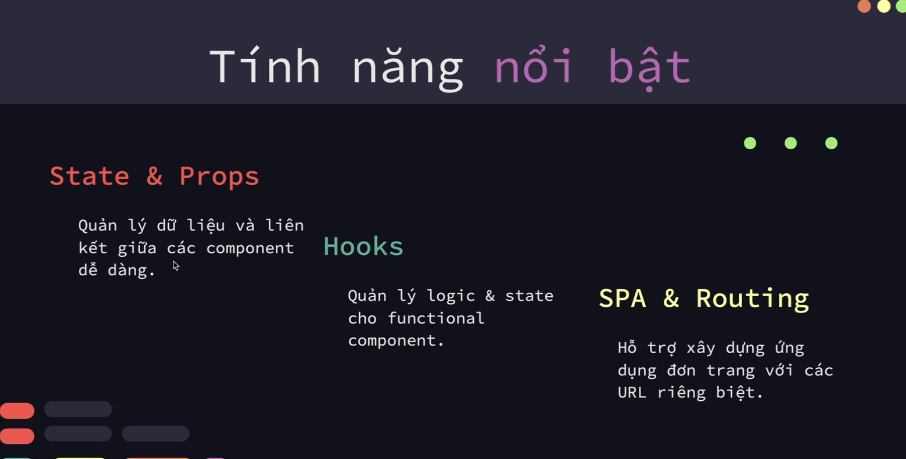 Tính năng nổi bật
State & Props
Quản lý dữ liệu và liên
kết giữa các component
dễ dàng.
Hooks
Quản lý logic & state
cho functional
component.
SPA & Routing
Hỗ trợ xây dựng ứng
dụng đơn trang với các
URL riêng biệt.